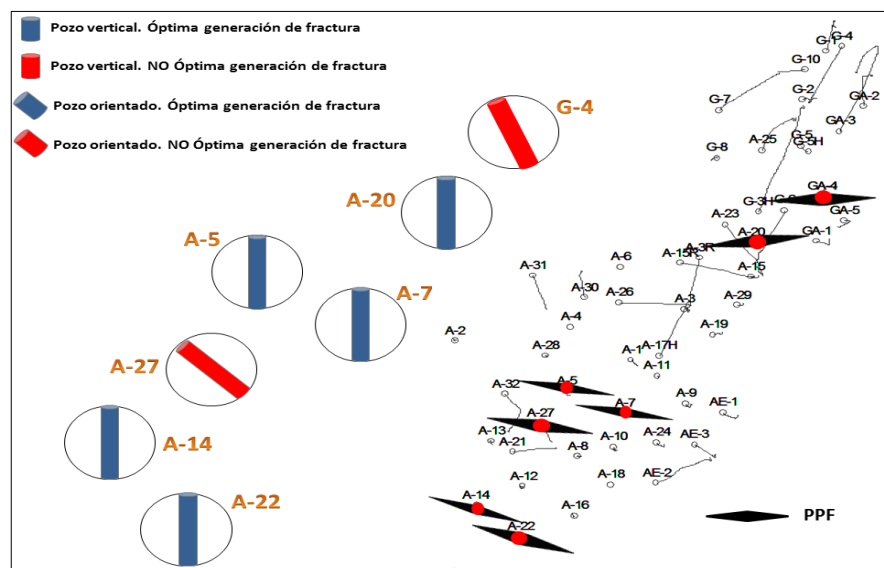 Pozo vertical. Óptima generación de fractura
Pozo vertical. NO Óptima generación de fractura
Pozo orientado. Óptima generación de fractura
Pozo orientado. NO Óptima generación de fractura
G-4
A-20
A-5
A-7
A-27
A-14
A-22
G-1
G-4
G-10
G-7
G-2
GA-2
GA-3
G-8
A-25
G-5
G-5H
GA-4
G-3H
GA-5
A-23
A-20
GA-1
A-3R
A-15R
A-15
A-6
A-31
A-30
A-26
A-3
A-29
A-4
A-19
A-2
A-28
A-1
A-17H
A-11
A-5
A-32
A-7
A-9
AE-1
A-27
A-13
A-21
A-8
A-10
A-24
AE-3
A-12
A-18
AE-2
A-14
A-16
A-22
PPF